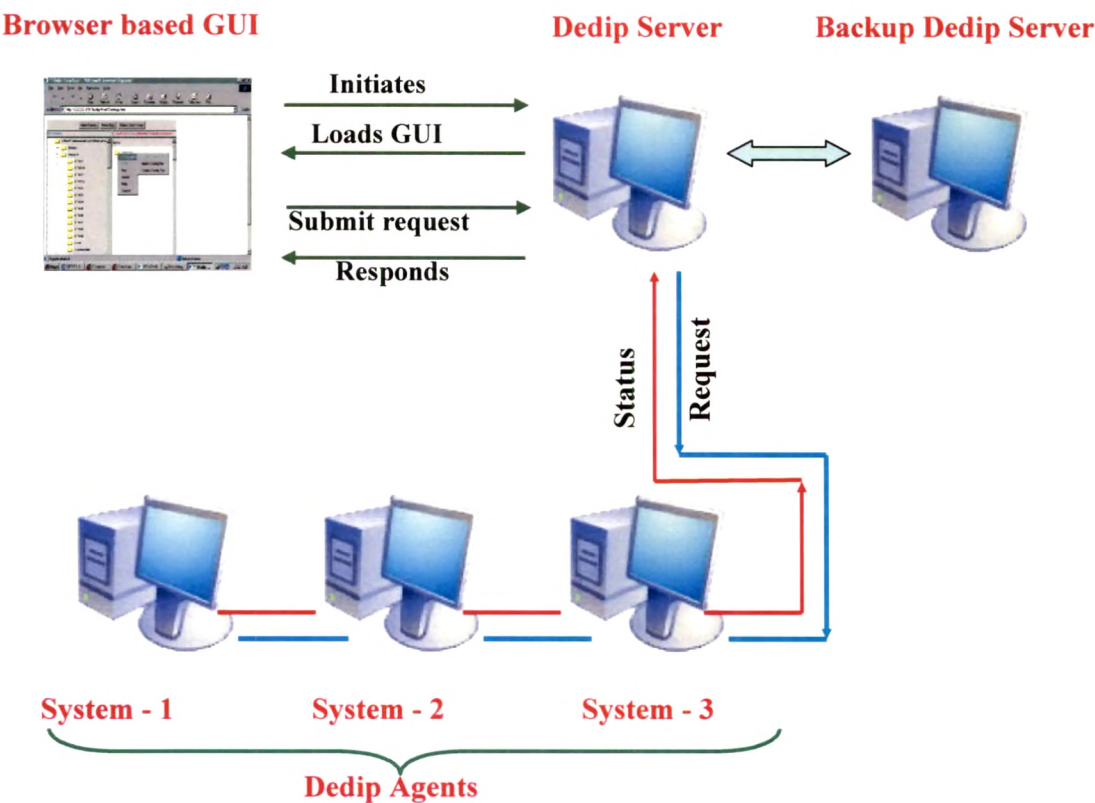 Browser based GUI
Dedip Server
Backup Dedip Server
Initiates
Loads GUI
Submit request
Responds
Status
Request
System - 1
System - 2
System - 3
Dedip Agents